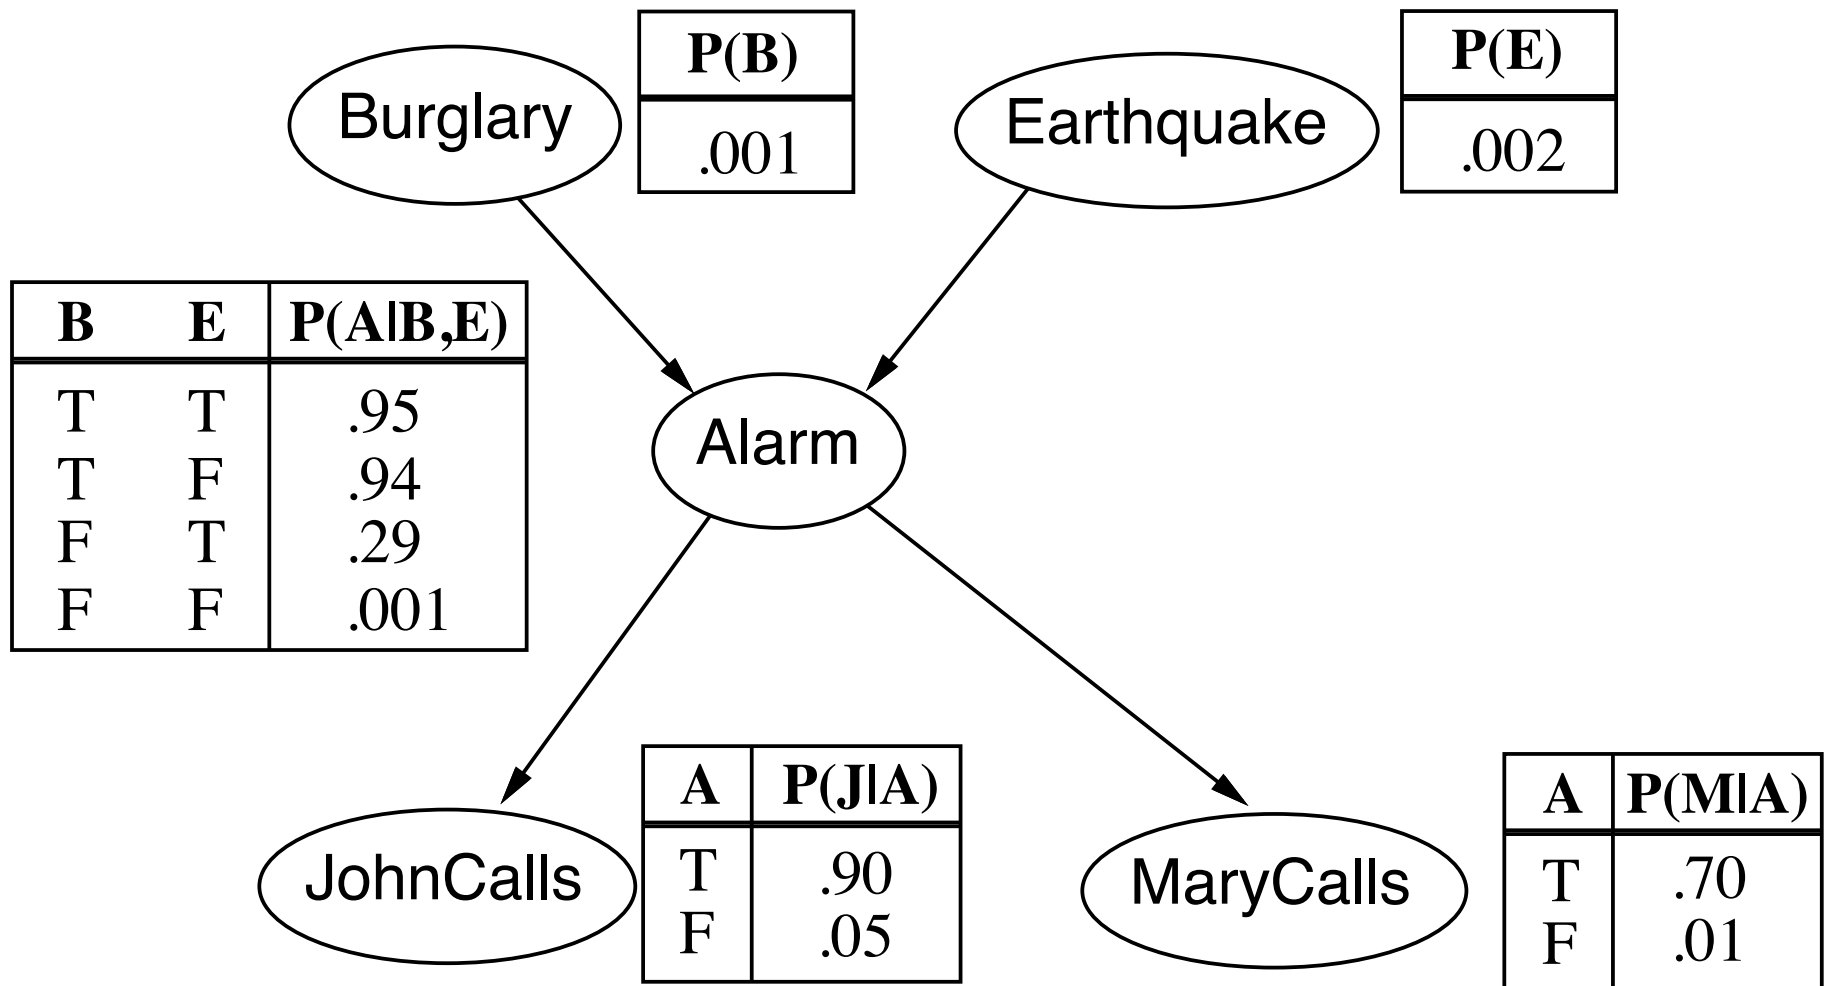 Burglary
P(B)
.001
Earthquake
P(E)
.002
B E P(A|B,E)
T T .95
T F .94
F T .29
F F .001
Alarm
JohnCalls
A P(J|A)
T .90
F .05
MaryCalls
A P(M|A)
T .70
F .01